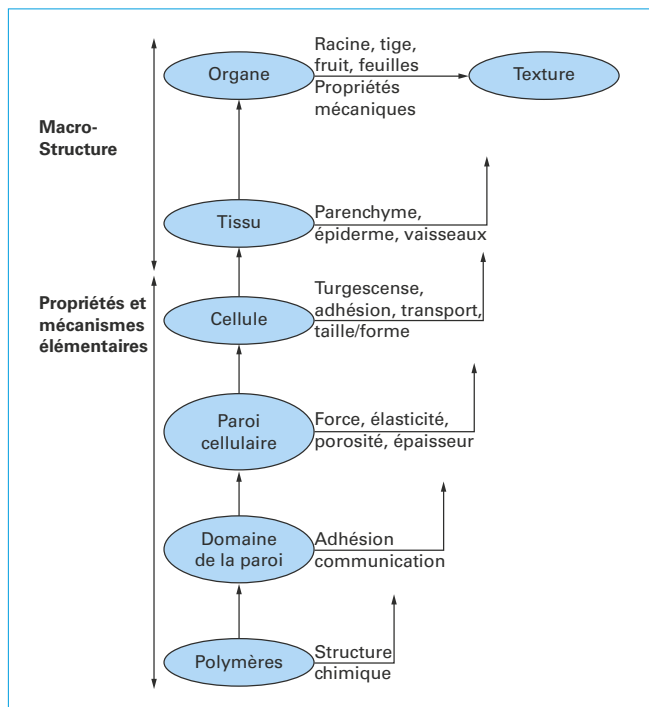 Racine, tige,
fruit, feuilles
Organe
Texture
Propriétés
mécaniques
Macro-
Structure
Tissu
Parenchyme,
épiderme, vaisseaux
Propriétés et
mécanismes
élémentaires
Turgescense,
adhésion, transport,
taille/forme
Cellule
Paroi
cellulaire
Force, élasticité,
porosité, épaisseur
Domaine
de la paroi
Adhésion
communication
Polymères
Structure
chimique